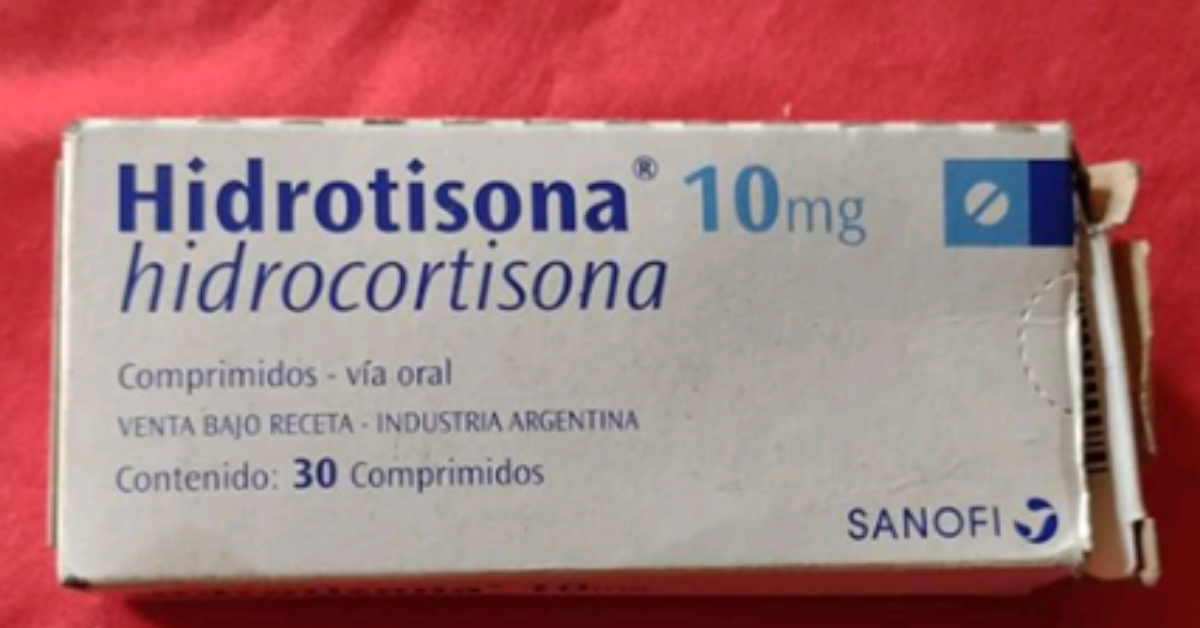 Hidrotisona® 10mg
hidrocortisona
Comprimidos - vía oral
VENTA BAJO RECETA - INDUSTRIA ARGENTINA
Contenido: 30 Comprimidos
SANOFI